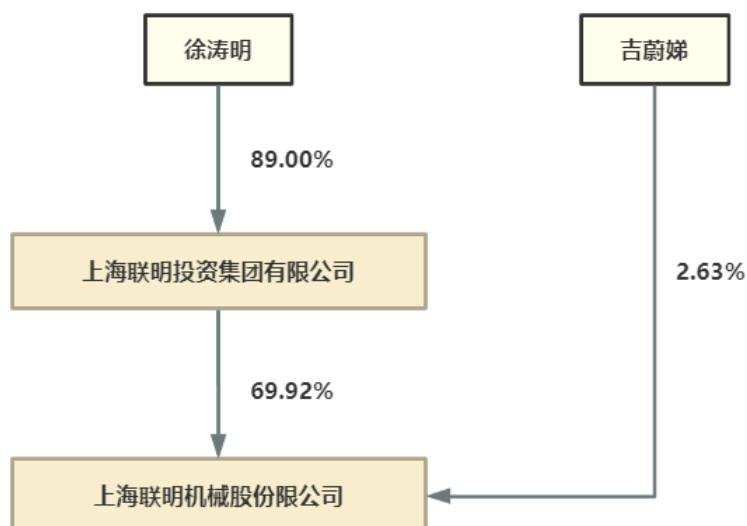 徐涛明
吉蔚娣
89.00%
上海联明投资集团有限公司
2.63%
69.92%
上海联明机械股份限公司